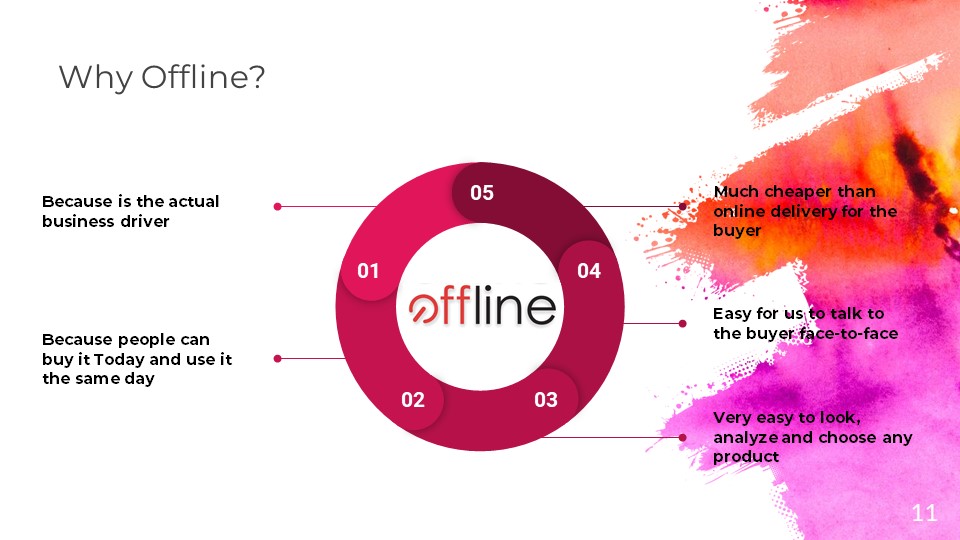 Why Offline?
Because is the actual
business driver
Because people can
buy it Today and use it
the same day
05
01
04
02
03
offline
Much cheaper than
online delivery for the
buyer
Easy for us to talk to
the buyer face-to-face
Very easy to look,
analyze and choose any
product
11